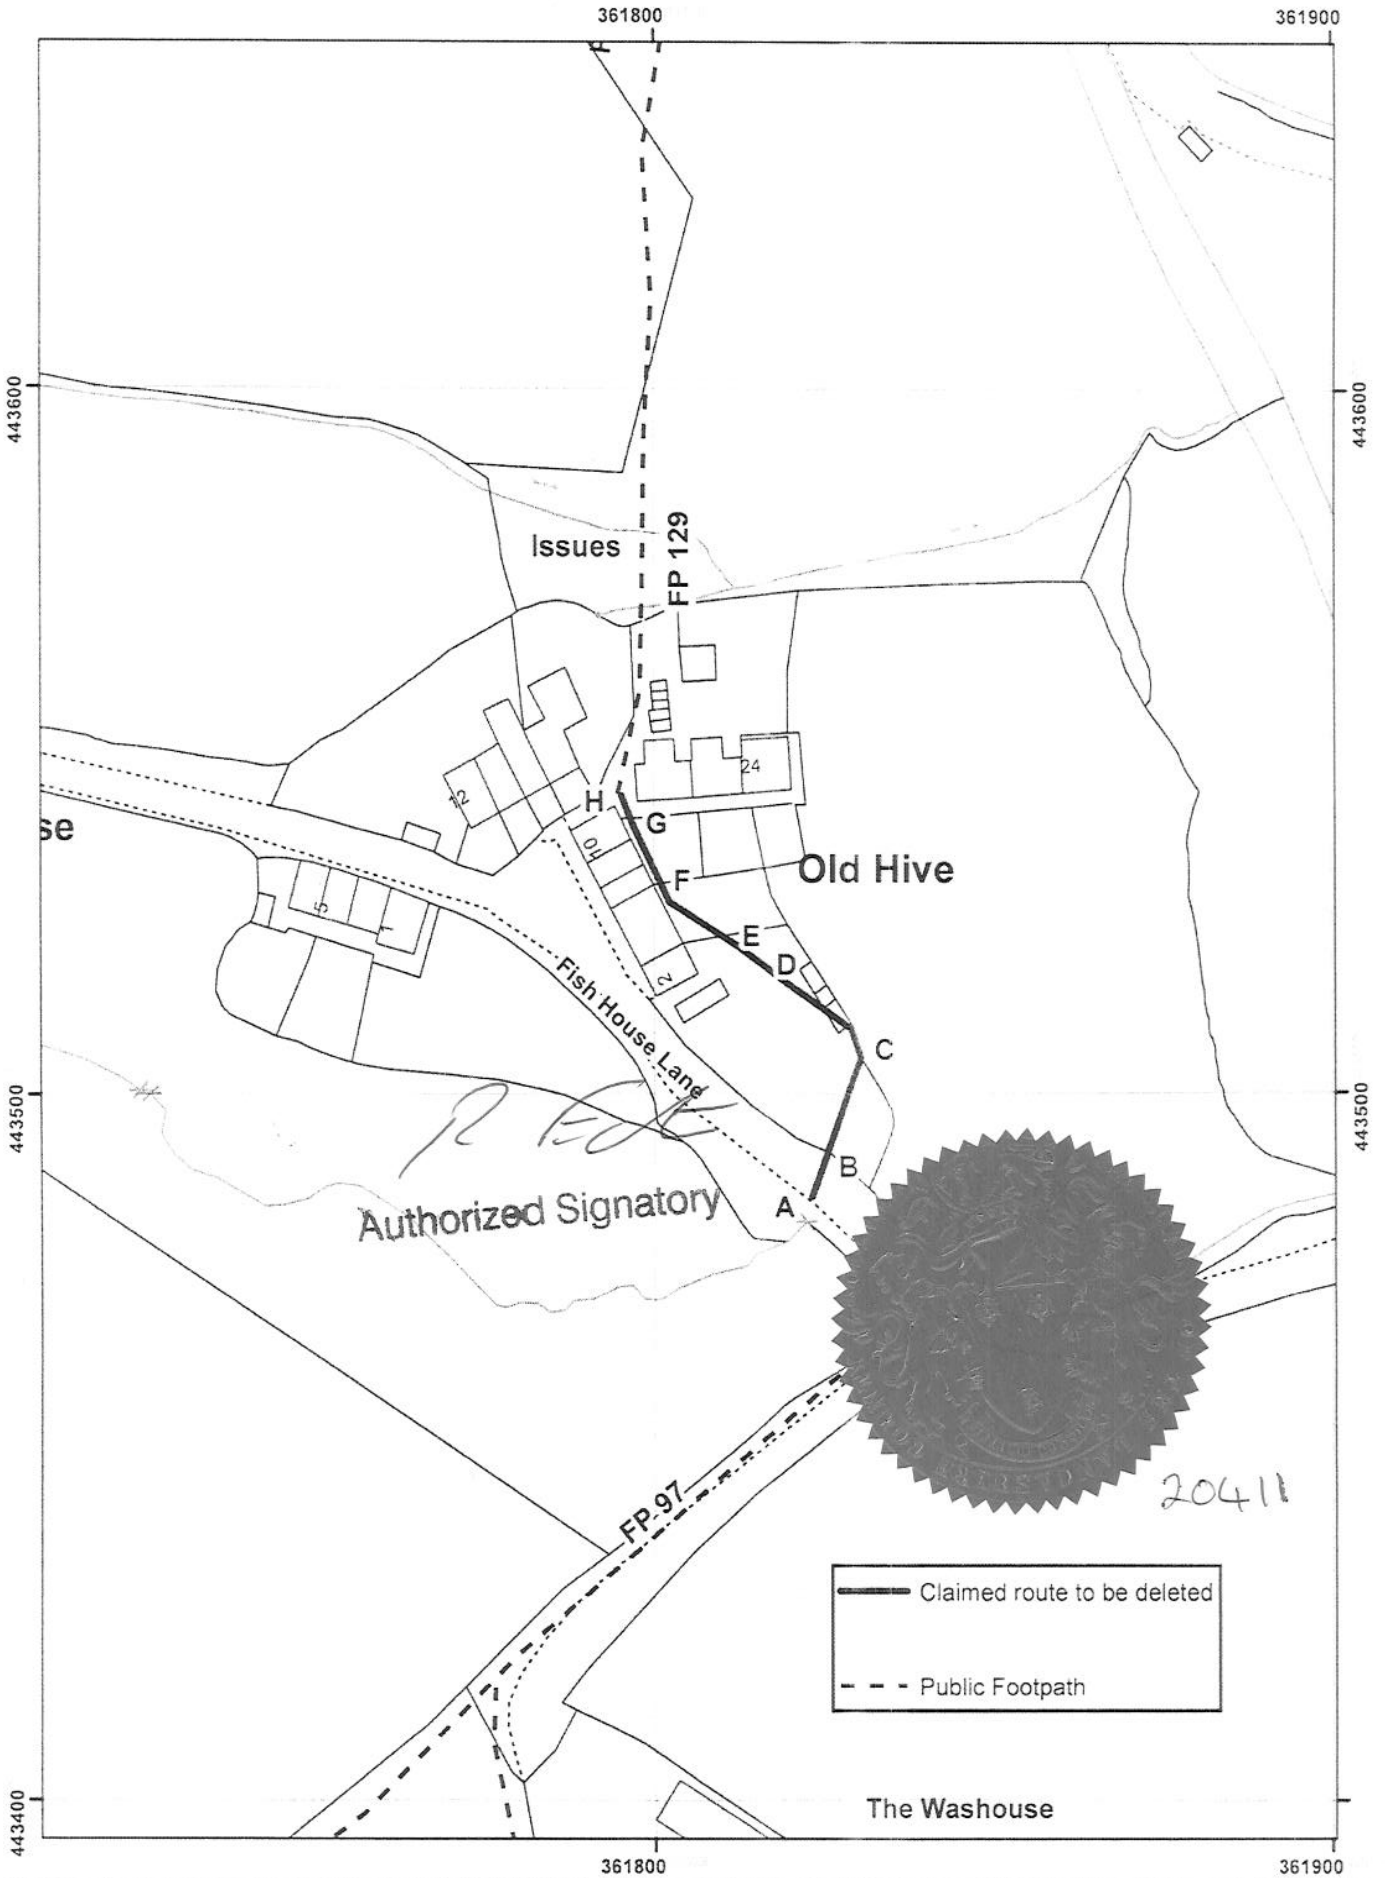 361800
361900
443600
443600
Issues
FP 129
24
12
H
G
10
se
F
Old Hive
5
1
E
D
2
Fish House Lane
C
443500
443500
B
A
Authorized Signatory
FP 97
20411
Claimed route to be deleted
Public Footpath
The Washouse
443400
361800
361900